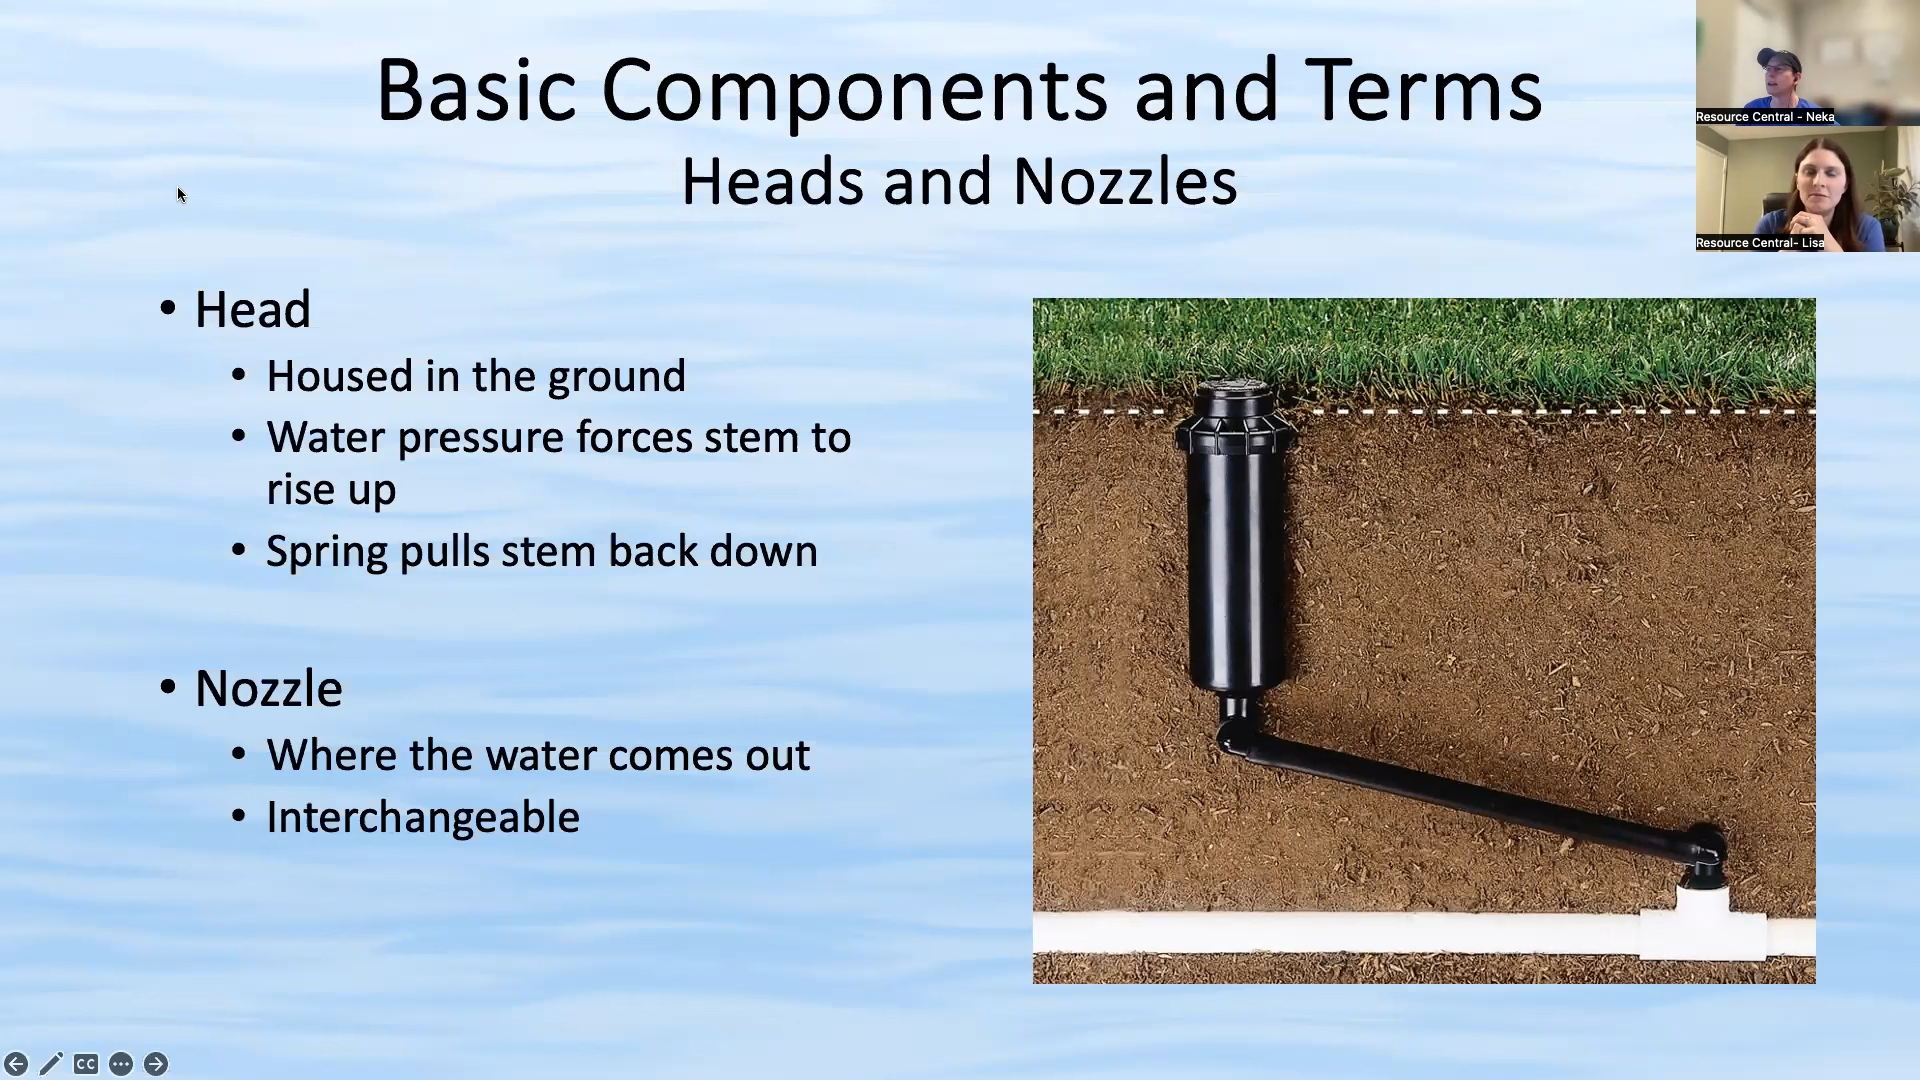 Basic Components and Terms
Heads and Nozzles
Resource Central - Neka
Resource Central- Lisa
• Head
• Housed in the ground
• Water pressure forces stem to
rise up
• Spring pulls stem back down
• Nozzle
• Where the water comes out
• Interchangeable
CC